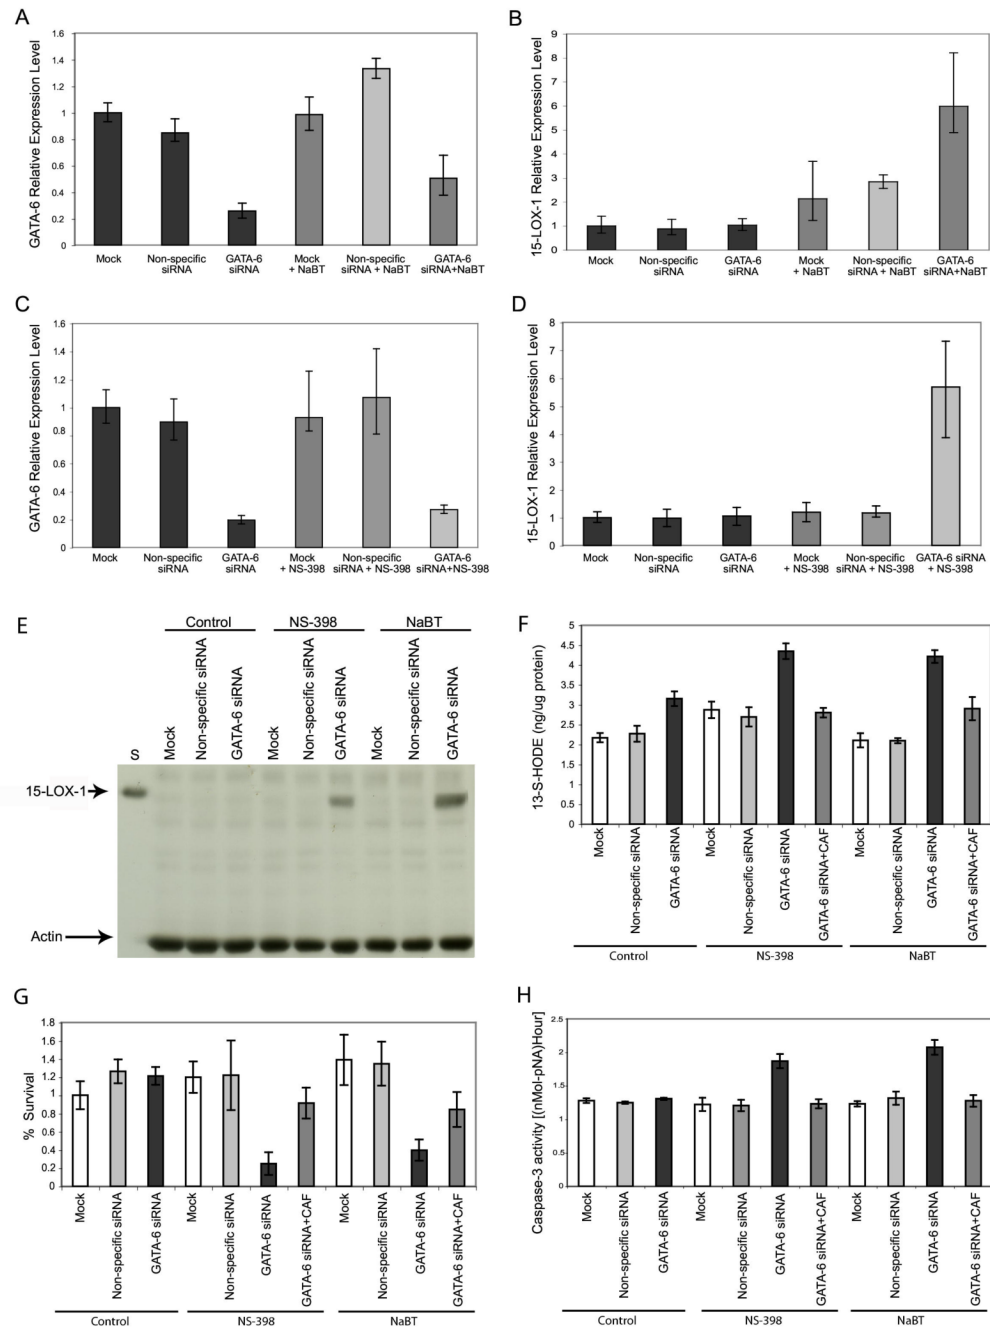 A
GATA-6 Relative Expression Level
1.6
1.4
1.2
1
0.8
0.6
0.4
0.2
0
Mock
Non-specific
siRNA
GATA-6
siRNA
Mock
+ NaBT
Non-specific
siRNA + NaBT
GATA-6
siRNA+NaBT
B
15-LOX-1 Relative Expression Level
9
8
7
6
5
4
3
2
1
0
Mock
Non-specific
siRNA
GATA-6
siRNA
Mock
+ NaBT
Non-specific
siRNA + NaBT
GATA-6
siRNA+NaBT
C
GATA-6 Relative Expression Level
1.6
1.4
1.2
1
0.8
0.6
0.4
0.2
0
Mock
Non-specific
siRNA
GATA-6
siRNA
Mock
+ NS-398
Non-specific
siRNA + NS-398
GATA-6
siRNA+NS-398
D
15-LOX-1 Relative Expression Level
8
7
6
5
4
3
2
1
0
Mock
Non-specific
siRNA
GATA-6
siRNA
Mock
+ NS-398
Non-specific
siRNA + NS-398
GATA-6 siRNA
+ NS-398
E
Control
NS-398
NaBT
S
Mock
Non-specific siRNA
GATA-6 siRNA
Mock
Non-specific siRNA
GATA-6 siRNA
Mock
Non-specific siRNA
GATA-6 siRNA
15-LOX-1
Actin
F
13-S-HODE (ng/ug protein)
5
4.5
4
3.5
3
2.5
2
1.5
1
0.5
0
Mock
Non-specific siRNA
GATA-6 siRNA
Mock
Non-specific siRNA
GATA-6 siRNA
GATA-6 siRNA+CAF
Mock
Non-specific siRNA
GATA-6 siRNA
GATA-6 siRNA+CAF
Control
NS-398
NaBT
G
% Survival
1.8
1.6
1.4
1.2
1
0.8
0.6
0.4
0.2
0
Mock
Non-specific siRNA
GATA-6 siRNA
Mock
Non-specific siRNA
GATA-6 siRNA
GATA-6 siRNA+CAF
Mock
Non-specific siRNA
GATA-6 siRNA
GATA-6 siRNA+CAF
Control
NS-398
NaBT
H
Caspase-3 activity [(nMol-pNA)Hour]
2.5
2
1.5
1
0.5
0
Mock
Non-specific siRNA
GATA-6 siRNA
Mock
Non-specific siRNA
GATA-6 siRNA
GATA-6 siRNA+CAF
Mock
Non-specific siRNA
GATA-6 siRNA
GATA-6 siRNA+CAF
Control
NS-398
NaBT